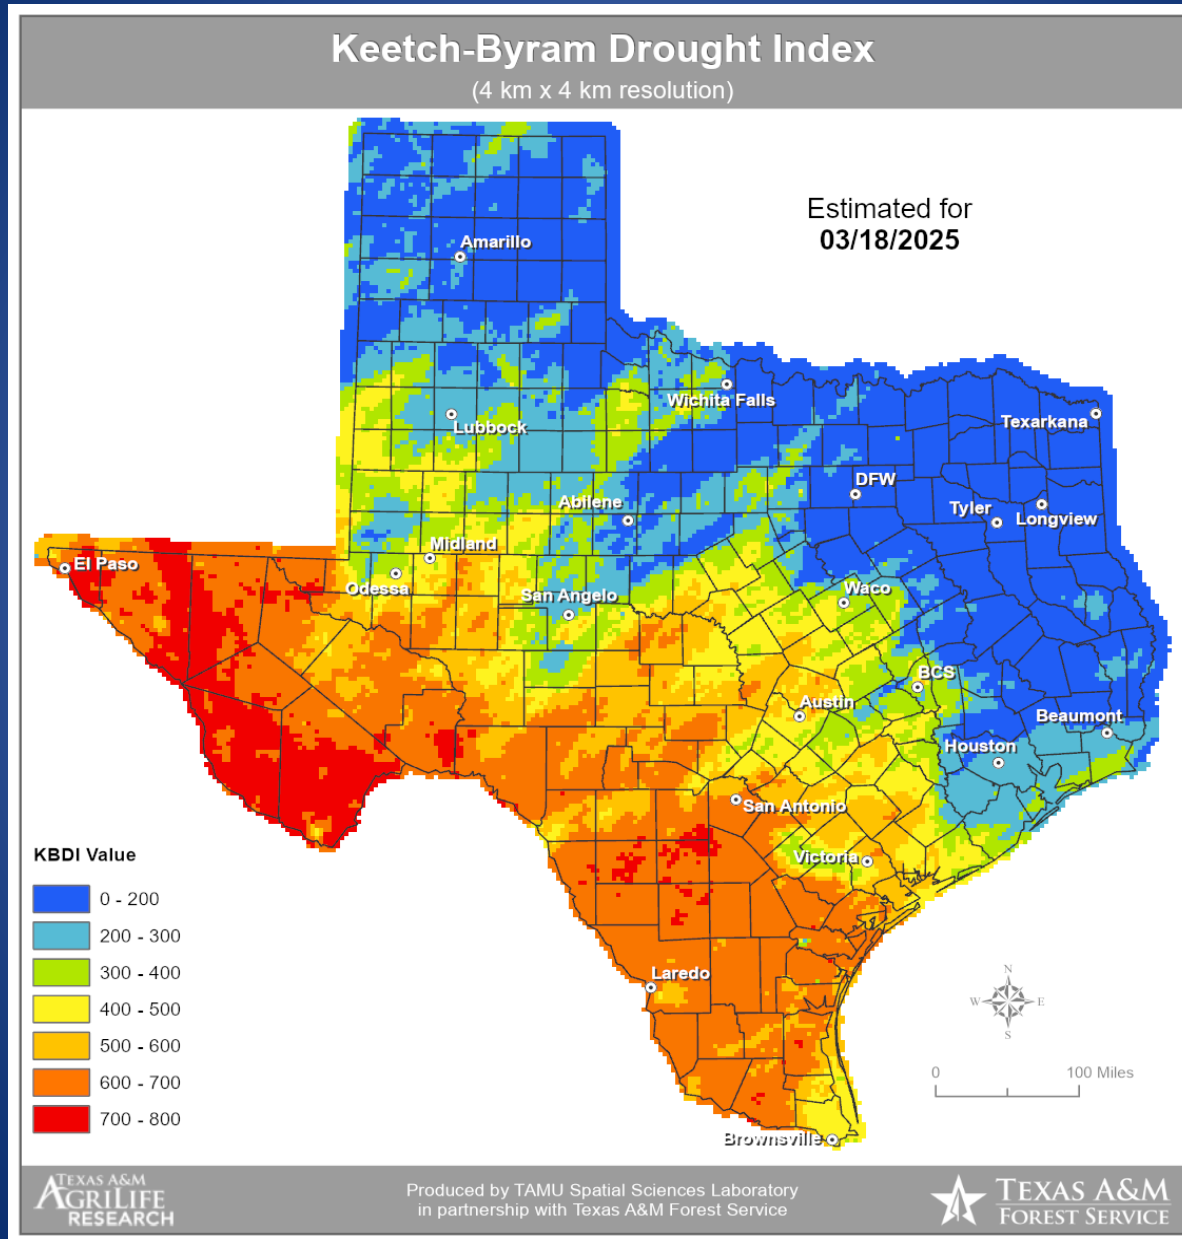 Keetch-Byram Drought Index
(4 km x 4 km resolution)
Estimated for
03/18/2025
Amarillo
Wichita Falls
Lubbock
Texarkana
DFW
Abilene
Tyler
Longview
Midland
El Paso
Odessa
San Angelo
Waco
BCS
Austin
Beaumont
Houston
San Antonio
Victoria
Laredo
Brownsville
KBDI Value
0 - 200
200 - 300
300 - 400
400 - 500
500 - 600
600 - 700
700 - 800
N
W E
S
0 100 Miles
TEXAS A&M
AGRILIFE
RESEARCH
Produced by TAMU Spatial Sciences Laboratory
in partnership with Texas A&M Forest Service
TEXAS A&M
FOREST SERVICE